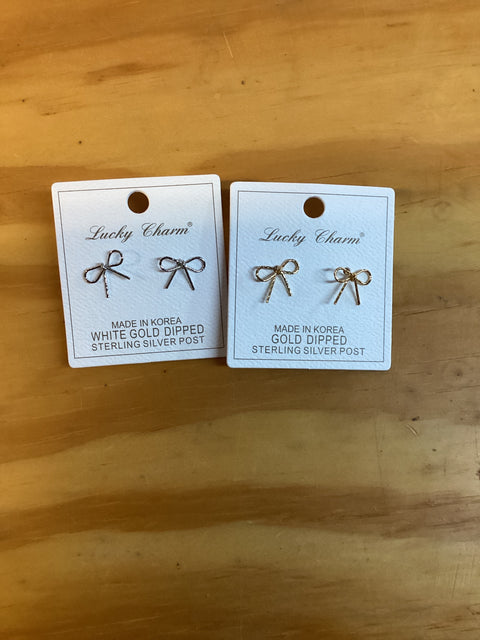 Lucky Charm®
MADE IN KOREA
WHITE GOLD DIPPED
STERLING SILVER POST
Lucky Charm®
MADE IN KOREA
GOLD DIPPED
STERLING SILVER POST